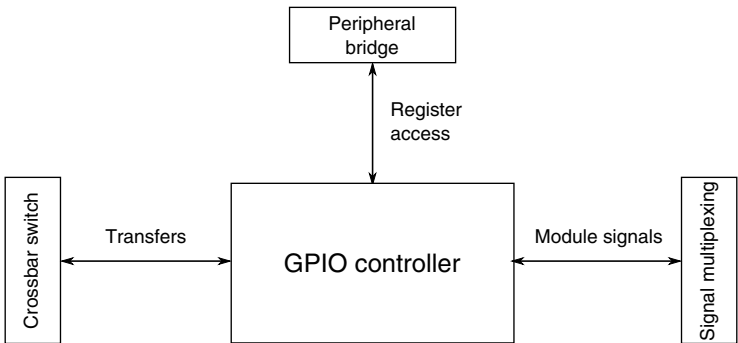 Peripheral
bridge
Register
access
Crossbar switch
Transfers
GPIO controller
Module signals
Signal multiplexing